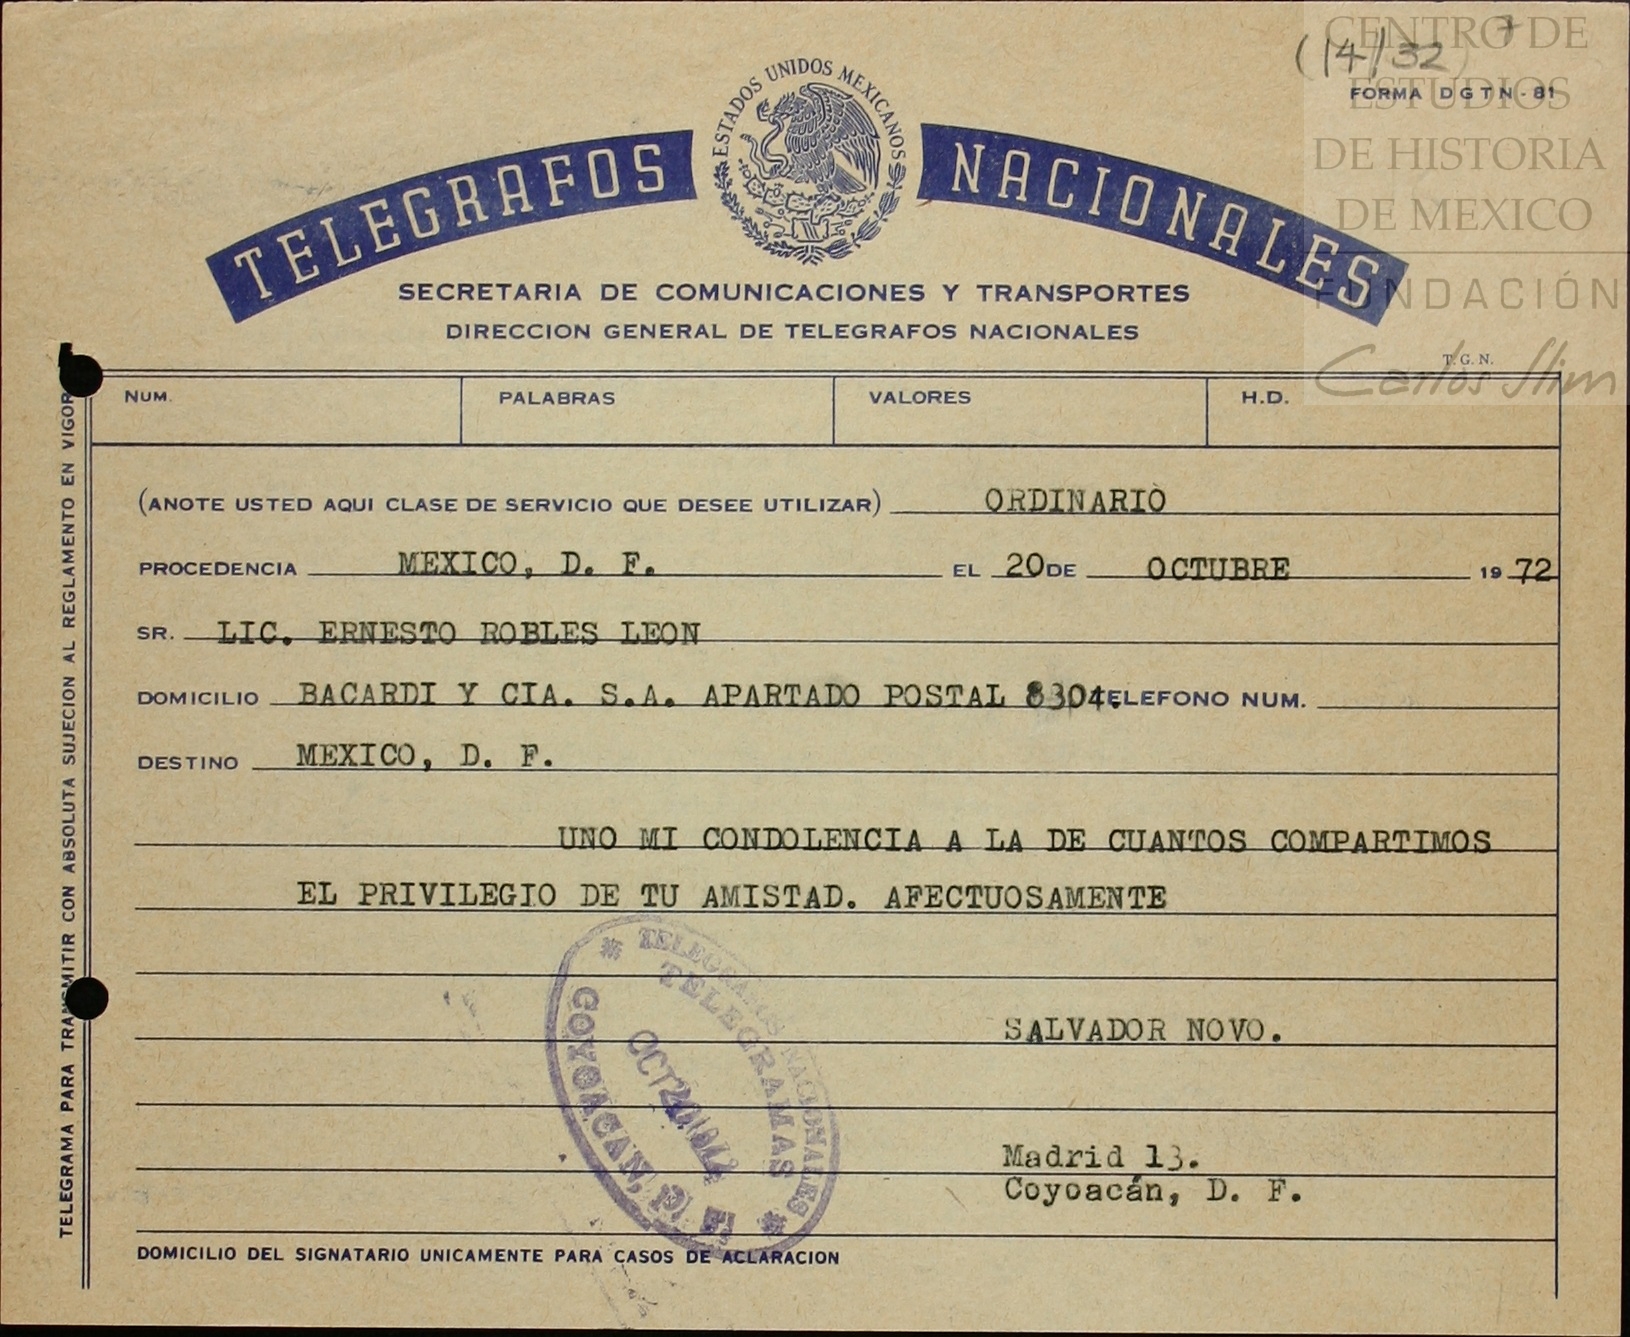 CENTRO DE
ESTUDIOS
DE HISTORIA
DE MEXICO
FUNDACIÓN
Carlos Slim
(14)32
FORMA DGTN-81
ESTADOS UNIDOS MEXICANOS
TELEGRAFOS NACIONALES
SECRETARIA DE COMUNICACIONES Y TRANSPORTES
DIRECCION GENERAL DE TELEGRAFOS NACIONALES
T.G.N.
NUM. PALABRAS VALORES H.D.
(ANOTE USTED AQUI CLASE DE SERVICIO QUE DESEE UTILIZAR) ORDINARIO
PROCEDENCIA MEXICO, D. F. EL 20 DE OCTUBRE 1972
SR. LIC. ERNESTO ROBLES LEON
DOMICILIO BACARDI Y CIA. S.A. APARTADO POSTAL 8304. TELEFONO NUM.
DESTINO MEXICO, D. F.
UNO MI CONDOLENCIA A LA DE CUANTOS COMPARTIMOS
EL PRIVILEGIO DE TU AMISTAD. AFECTUOSAMENTE
SALVADOR NOVO.
Madrid 13.
Coyoacán, D. F.
TELEGRAFOS NACIONALES
TELEGRAMAS
OCT 20
COYOACAN, D. F.
DOMICILIO DEL SIGNATARIO UNICAMENTE PARA CASOS DE ACLARACION
TELEGRAMA PARA TRANSMITIR CON ABSOLUTA SUJECION AL REGLAMENTO EN VIGOR